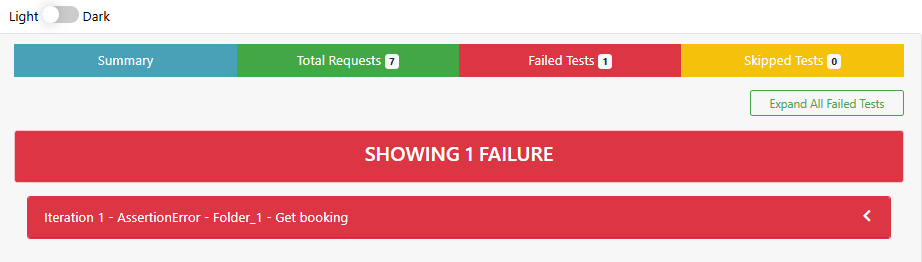 Light Dark
Summary Total Requests 7 Failed Tests 1 Skipped Tests 0
Expand All Failed Tests
SHOWING 1 FAILURE
Iteration 1 - AssertionError - Folder_1 - Get booking